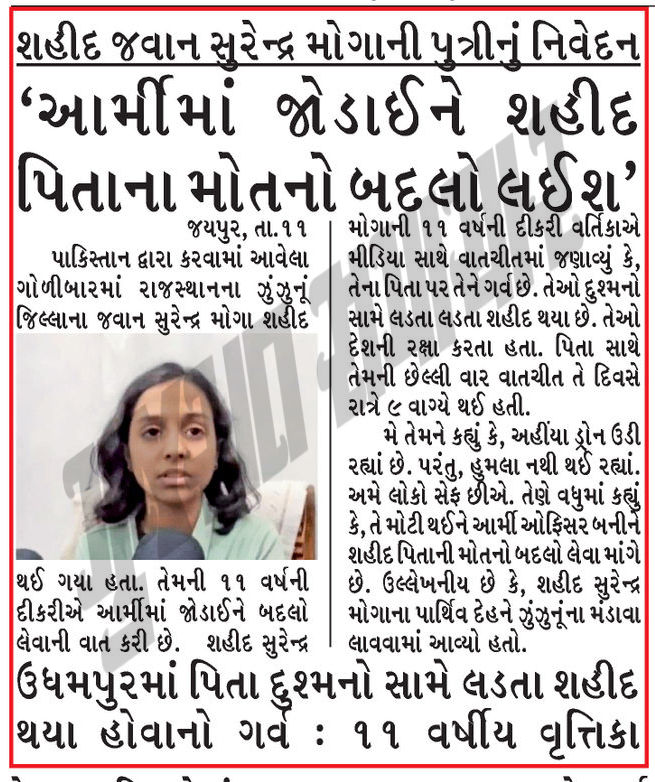 શહીદ જવાન સુરેન્દ્ર મોગાની પુત્રીનું નિવેદન
‘આર્મીમાં જોડાઈને શહીદ
પિતાના મોતનો બદલો લઈશ’
જયપુર, તા.૧૧
પાકિસ્તાન દ્વારા કરવામાં આવેલા
ગોળીબારમાં રાજસ્થાનના ઝુંઝુનૂં
જિલ્લાના જવાન સુરેન્દ્ર મોગા શહીદ
થઈ ગયા હતા. તેમની ૧૧ વર્ષની
દીકરીએ આર્મીમાં જોડાઈને બદલો
લેવાની વાત કરી છે. શહીદ સુરેન્દ્ર
મોગાની ૧૧ વર્ષની દીકરી વર્તિકાએ
મીડિયા સાથે વાતચીતમાં જણાવ્યું કે,
તેના પિતા પર તેને ગર્વ છે. તેઓ દુશ્મનો
સામે લડતા લડતા શહીદ થયા છે. તેઓ
દેશની રક્ષા કરતા હતા. પિતા સાથે
તેમની છેલ્લી વાર વાતચીત તે દિવસે
રાત્રે ૯ વાગ્યે થઈ હતી.
મે તેમને કહ્યું કે, અહીંયા ડ્રોન ઉડી
રહ્યાં છે. પરંતુ, હુમલા નથી થઈ રહ્યાં.
અમે લોકો સેફ છીએ. તેણે વધુમાં કહ્યું
કે, તે મોટી થઈને આર્મી ઓફિસર બનીને
શહીદ પિતાની મોતનો બદલો લેવા માંગે
છે. ઉલ્લેખનીય છે કે, શહીદ સુરેન્દ્ર
મોગાના પાર્થિવ દેહને ઝુંઝુનૂંના મંડાવા
લાવવામાં આવ્યો હતો.
ઉધમપુરમાં પિતા દુશ્મનો સામે લડતા શહીદ
થયા હોવાનો ગર્વ : ૧૧ વર્ષીય વૃત્તિકા